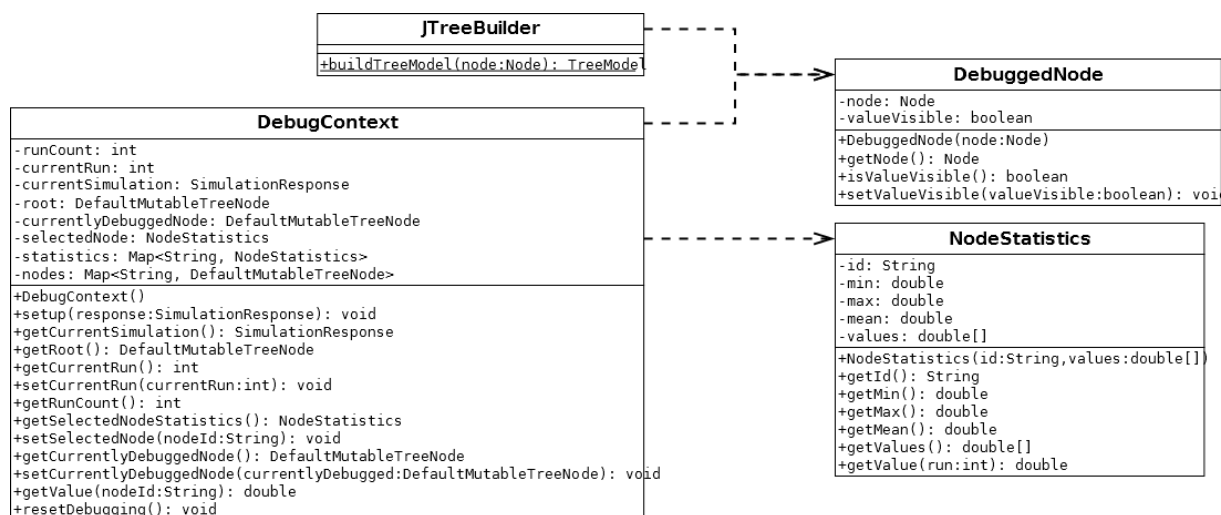 JTreeBuilder
+buildTreeModel(node:Node): TreeModel
DebugContext
-runCount: int
-currentRun: int
-currentSimulation: SimulationResponse
-root: DefaultMutableTreeNode
-currentlyDebuggedNode: DefaultMutableTreeNode
-selectedNode: NodeStatistics
-statistics: Map<String, NodeStatistics>
-nodes: Map<String, DefaultMutableTreeNode>
+DebugContext()
+setup(response:SimulationResponse): void
+getCurrentSimulation(): SimulationResponse
+getRoot(): DefaultMutableTreeNode
+getCurrentRun(): int
+setCurrentRun(currentRun:int): void
+getRunCount(): int
+getSelectedNodeStatistics(): NodeStatistics
+setSelectedNode(nodeId:String): void
+getCurrentlyDebuggedNode(): DefaultMutableTreeNode
+setCurrentlyDebuggedNode(currentlyDebugged:DefaultMutableTreeNode): void
+getValue(nodeId:String): double
+resetDebugging(): void
DebuggedNode
-node: Node
-valueVisible: boolean
+DebuggedNode(node:Node)
+getNode(): Node
+isValueVisible(): boolean
+setValueVisible(valueVisible:boolean): void
NodeStatistics
-id: String
-min: double
-max: double
-mean: double
-values: double[]
+NodeStatistics(id:String,values:double[])
+getId(): String
+getMin(): double
+getMax(): double
+getMean(): double
+getValues(): double[]
+getValue(run:int): double